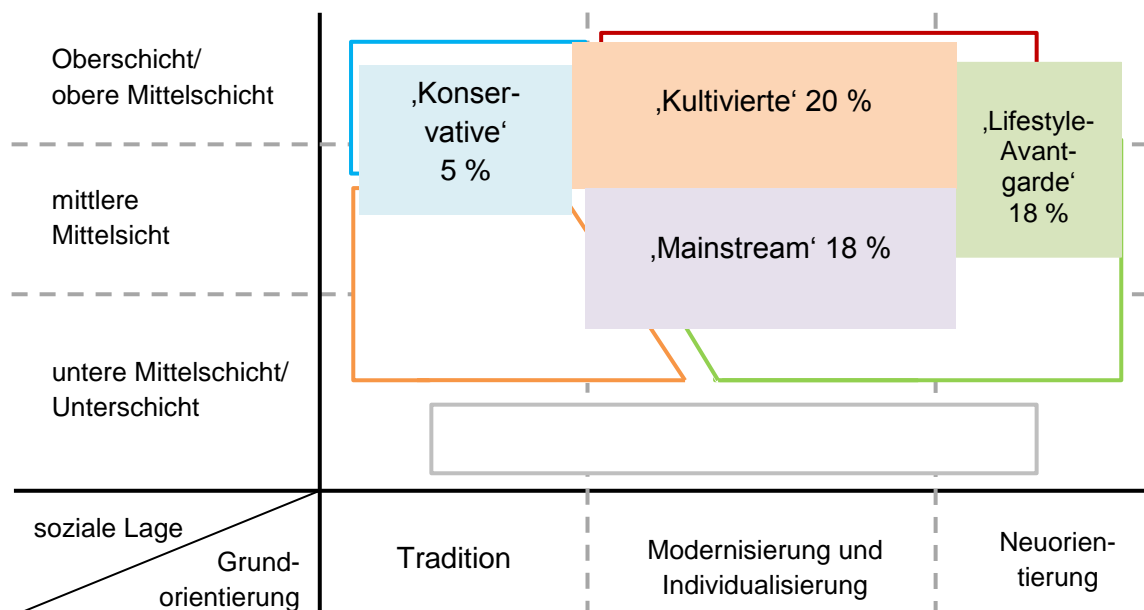 Oberschicht/
obere Mittelschicht
‚Konser-
vative‘
5 %
‚Kultivierte‘ 20 %
‚Lifestyle-
Avant-
garde‘
18 %
mittlere
Mittelsicht
‚Mainstream‘ 18 %
untere Mittelschicht/
Unterschicht
soziale Lage
Grund-
orientierung
Tradition
Modernisierung und
Individualisierung
Neuorien-
tierung